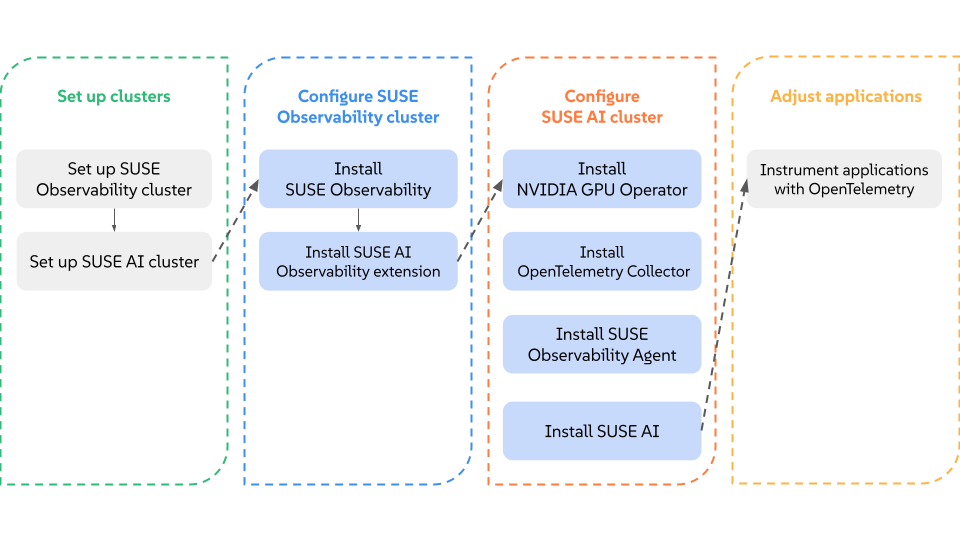 Set up clusters
Set up SUSE
Observability cluster
Set up SUSE AI cluster
Configure SUSE
Observability cluster
Install
SUSE Observability
Install SUSE AI
Observability extension
Configure
SUSE AI cluster
Install
NVIDIA GPU Operator
Install
OpenTelemetry Collector
Install SUSE
Observability Agent
Install SUSE AI
Adjust applications
Instrument applications
with OpenTelemetry